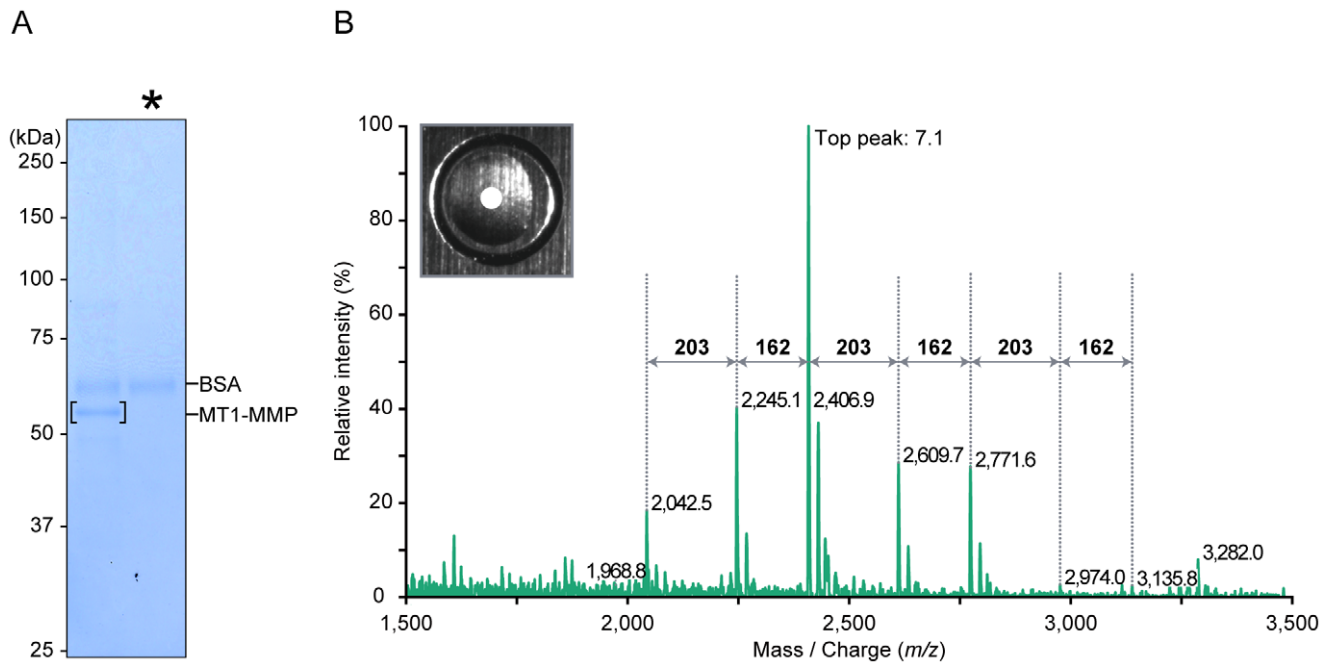 A
*
(kDa)
250
150
100
75
50
37
25
BSA
MT1-MMP
B
Top peak: 7.1
100
80
60
40
20
0
Relative intensity (%)
203 162 203 162 203 162
2,042.5
2,245.1
2,406.9
2,609.7
2,771.6
1,968.8
2,974.0
3,135.8
3,282.0
1,500 2,000 2,500 3,000 3,500
Mass / Charge (m/z)